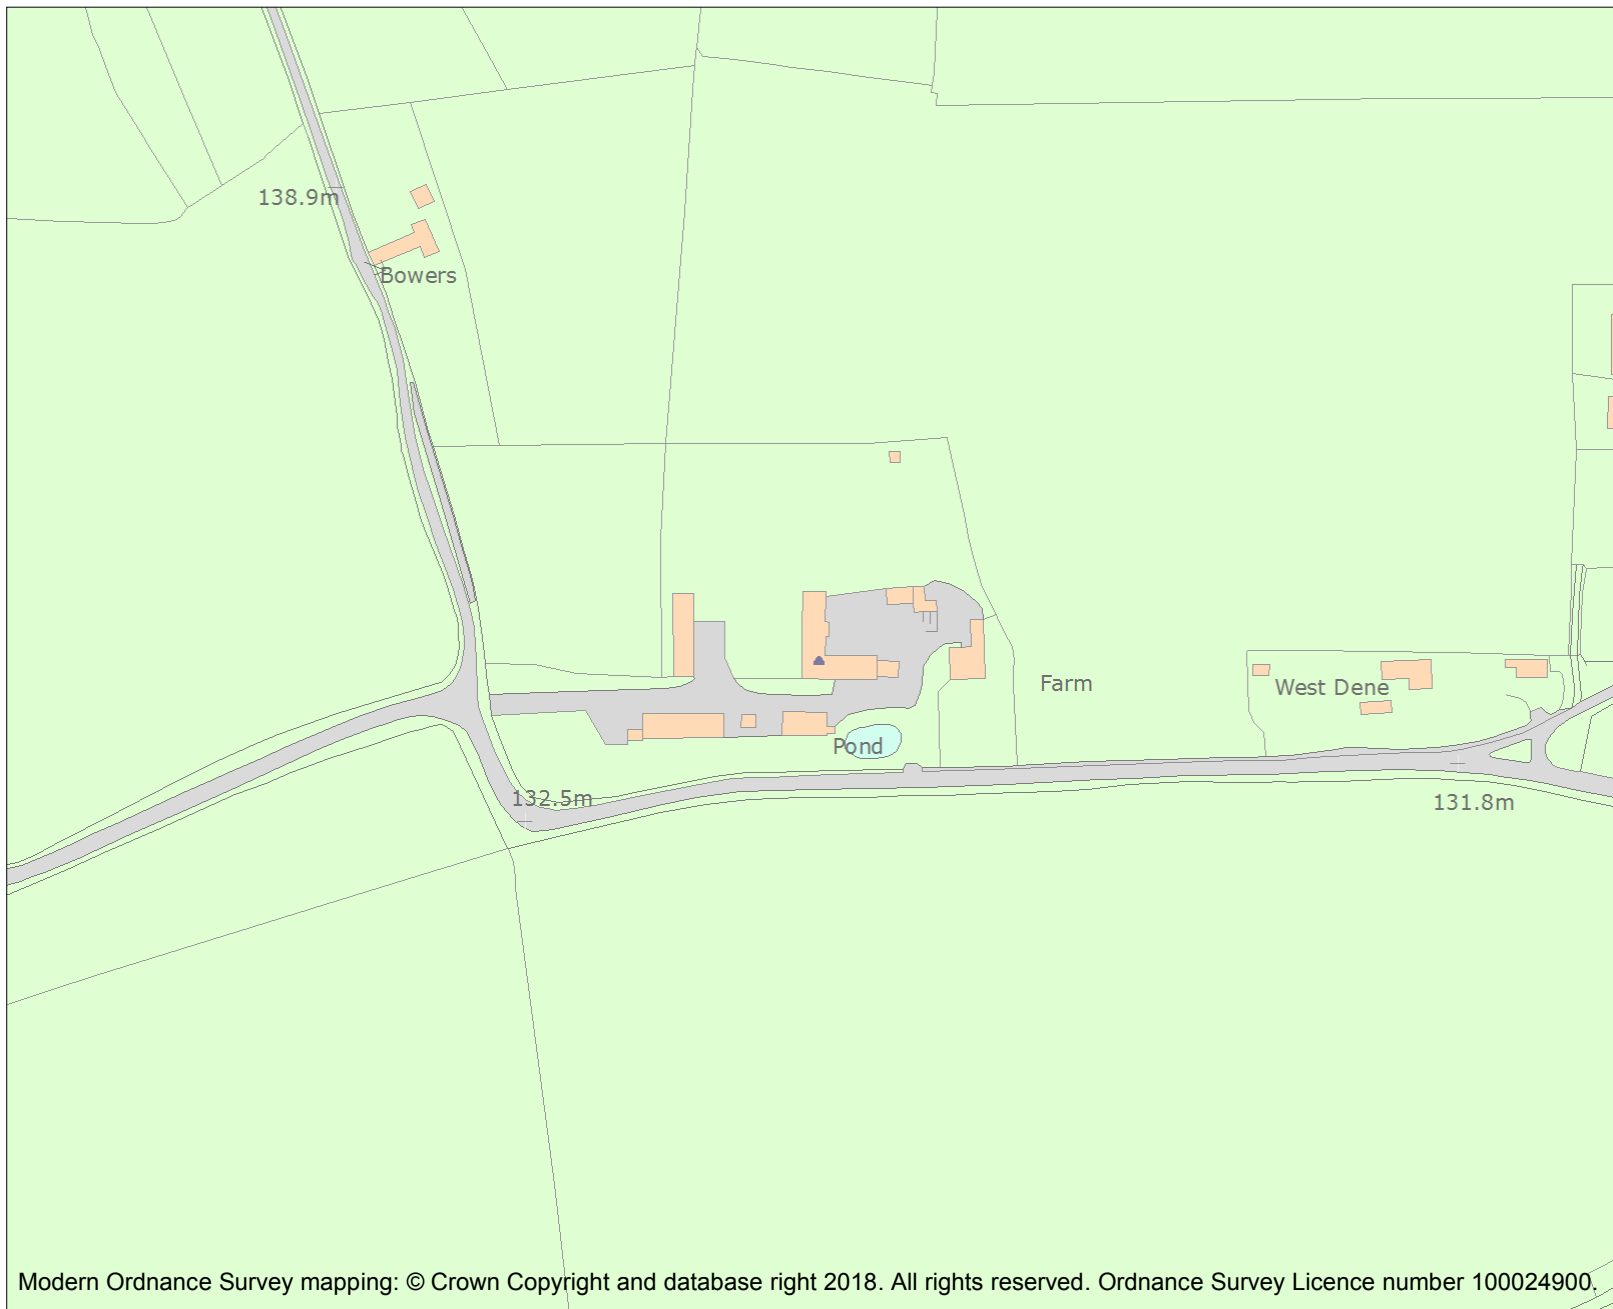 138.9m
Bowers
Farm
West Dene
Pond
132.5m
131.8m
Modern Ordnance Survey mapping: © Crown Copyright and database right 2018. All rights reserved. Ordnance Survey Licence number 100024900.